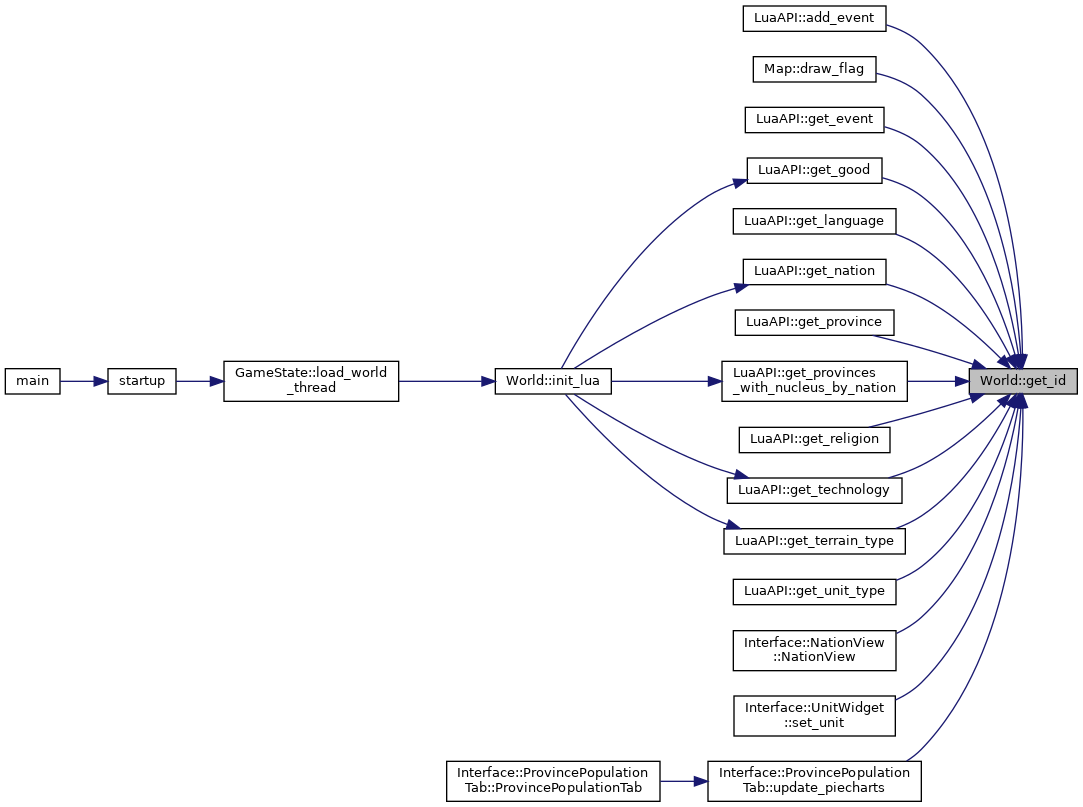 LuaAPI::add_event
Map::draw_flag
LuaAPI::get_event
LuaAPI::get_good
LuaAPI::get_language
LuaAPI::get_nation
LuaAPI::get_province
main
startup
GameState::load_world
_thread
World::init_lua
LuaAPI::get_provinces
_with_nucleus_by_nation
World::get_id
LuaAPI::get_religion
LuaAPI::get_technology
LuaAPI::get_terrain_type
LuaAPI::get_unit_type
Interface::NationView
::NationView
Interface::UnitWidget
::set_unit
Interface::ProvincePopulation
Tab::ProvincePopulationTab
Interface::ProvincePopulation
Tab::update_piecharts